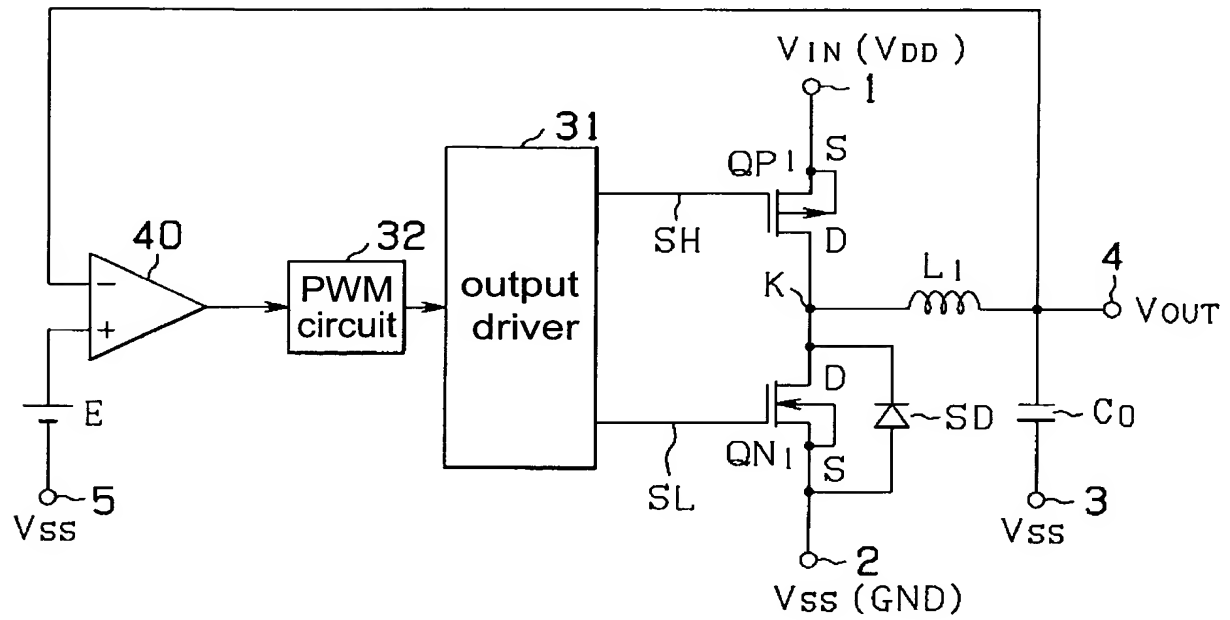 VIN (VDD)
1
31
S
QP1
40
32
SH
D
4
L1
PWM
circuit
output
driver
K
VOUT
−
+
E
D
SD
CO
QN1
S
SL
5
VSS
3
VSS
2
VSS (GND)